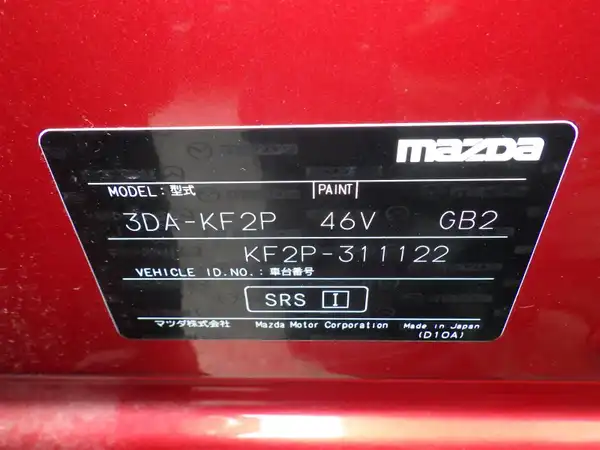 mazda
MODEL:型式 PAINT
3DA-KF2P 46V GB2
KF2P-311122
VEHICLE ID.NO.:車台番号
SRS I
マツダ株式会社 Mazda Motor Corporation Made in Japan
(D10A)